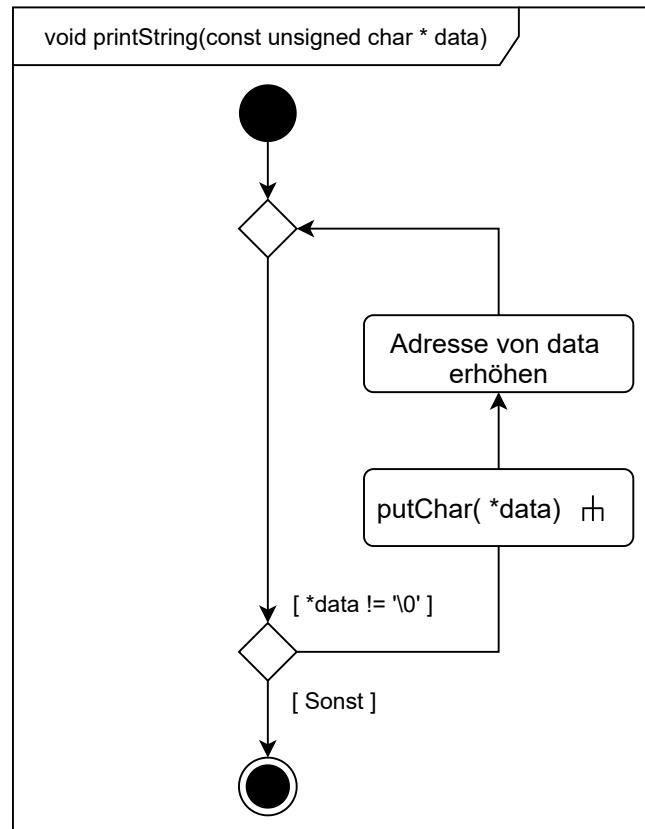 void printString(const unsigned char * data)
Adresse von data
erhöhen
putChar( *data)
[ *data != '\0' ]
[ Sonst ]